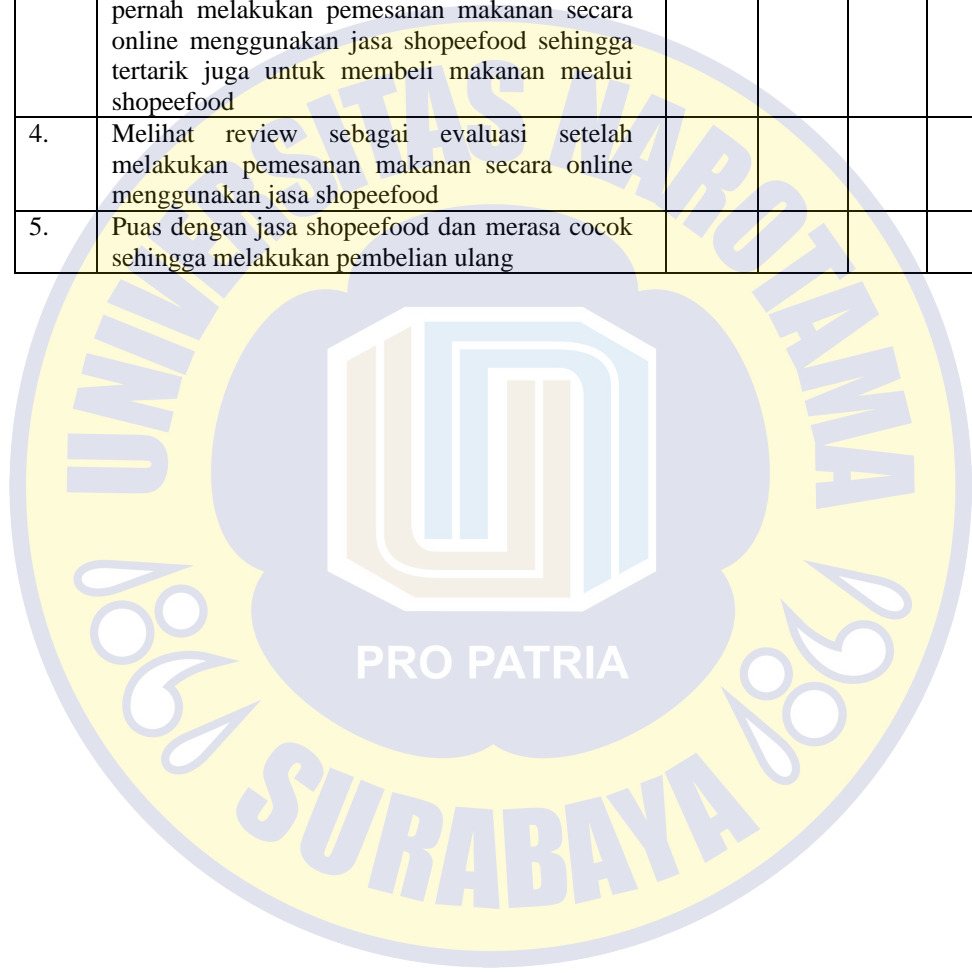 pernah melakukan pemesanan makanan secara
online menggunakan jasa shopeefood sehingga
tertarik juga untuk membeli makanan mealui
shopeefood
4. Melihat review sebagai evaluasi setelah
melakukan pemesanan makanan secara online
menggunakan jasa shopeefood
5. Puas dengan jasa shopeefood dan merasa cocok
sehingga melakukan pembelian ulang
UNIVERSITAS NAROTAMA
PRO PATRIA
SURABAYA